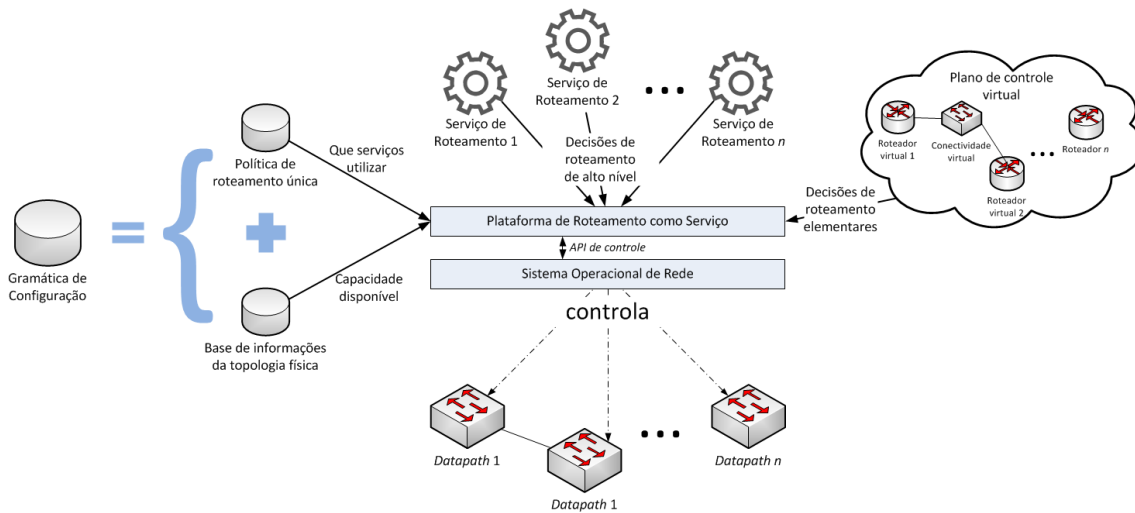 Serviço de
Roteamento 1
Serviço de
Roteamento 2
Serviço de
Roteamento n
Decisões de
roteamento
de alto nível
Plano de controle
virtual
Roteador
virtual 1
Conectividade
virtual
Roteador n
Roteador
virtual 2
Decisões de
roteamento
elementares
Política de
roteamento única
Que serviços
utilizar
Gramática de
Configuração
=
{
+
Capacidade
disponível
Base de informações
da topologia física
Plataforma de Roteamento como Serviço
API de controle
Sistema Operacional de Rede
controla
Datapath 1
Datapath 1
Datapath n